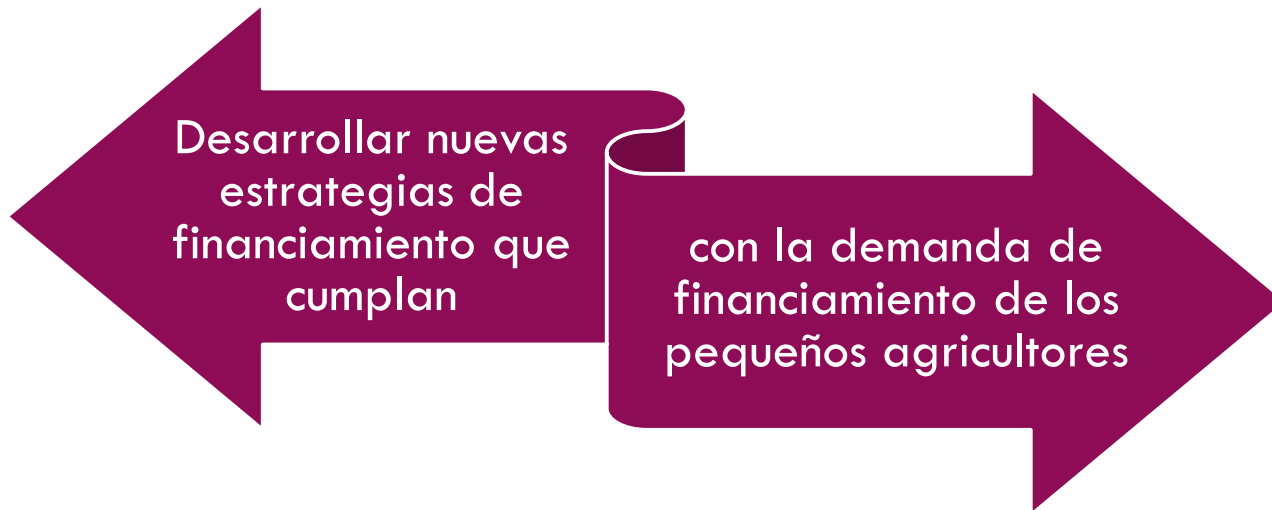 Desarrollar nuevas
estrategias de
financiamiento que
cumplan
con la demanda de
financiamiento de los
pequeños agricultores